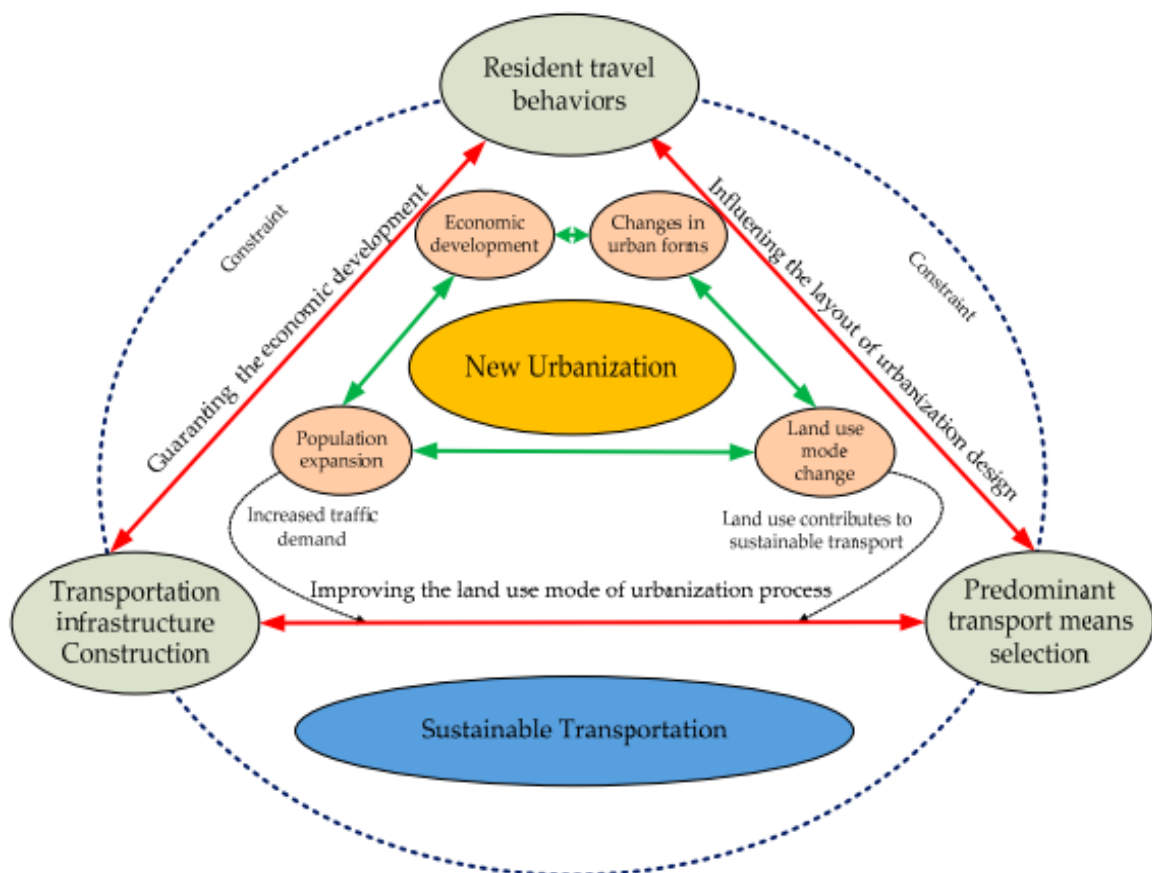 Resident travel
behaviors
Constraint
Guaranting the economic development
Economic
development
Changes in
urban forms
Influening the layout of urbanization design
Constraint
New Urbanization
Population
expansion
Land use
mode
change
Increased traffic
demand
Land use contributes to
sustainable transport
Transportation
infrastructure
Construction
Improving the land use mode of urbanization process
Predominant
transport means
selection
Sustainable Transportation